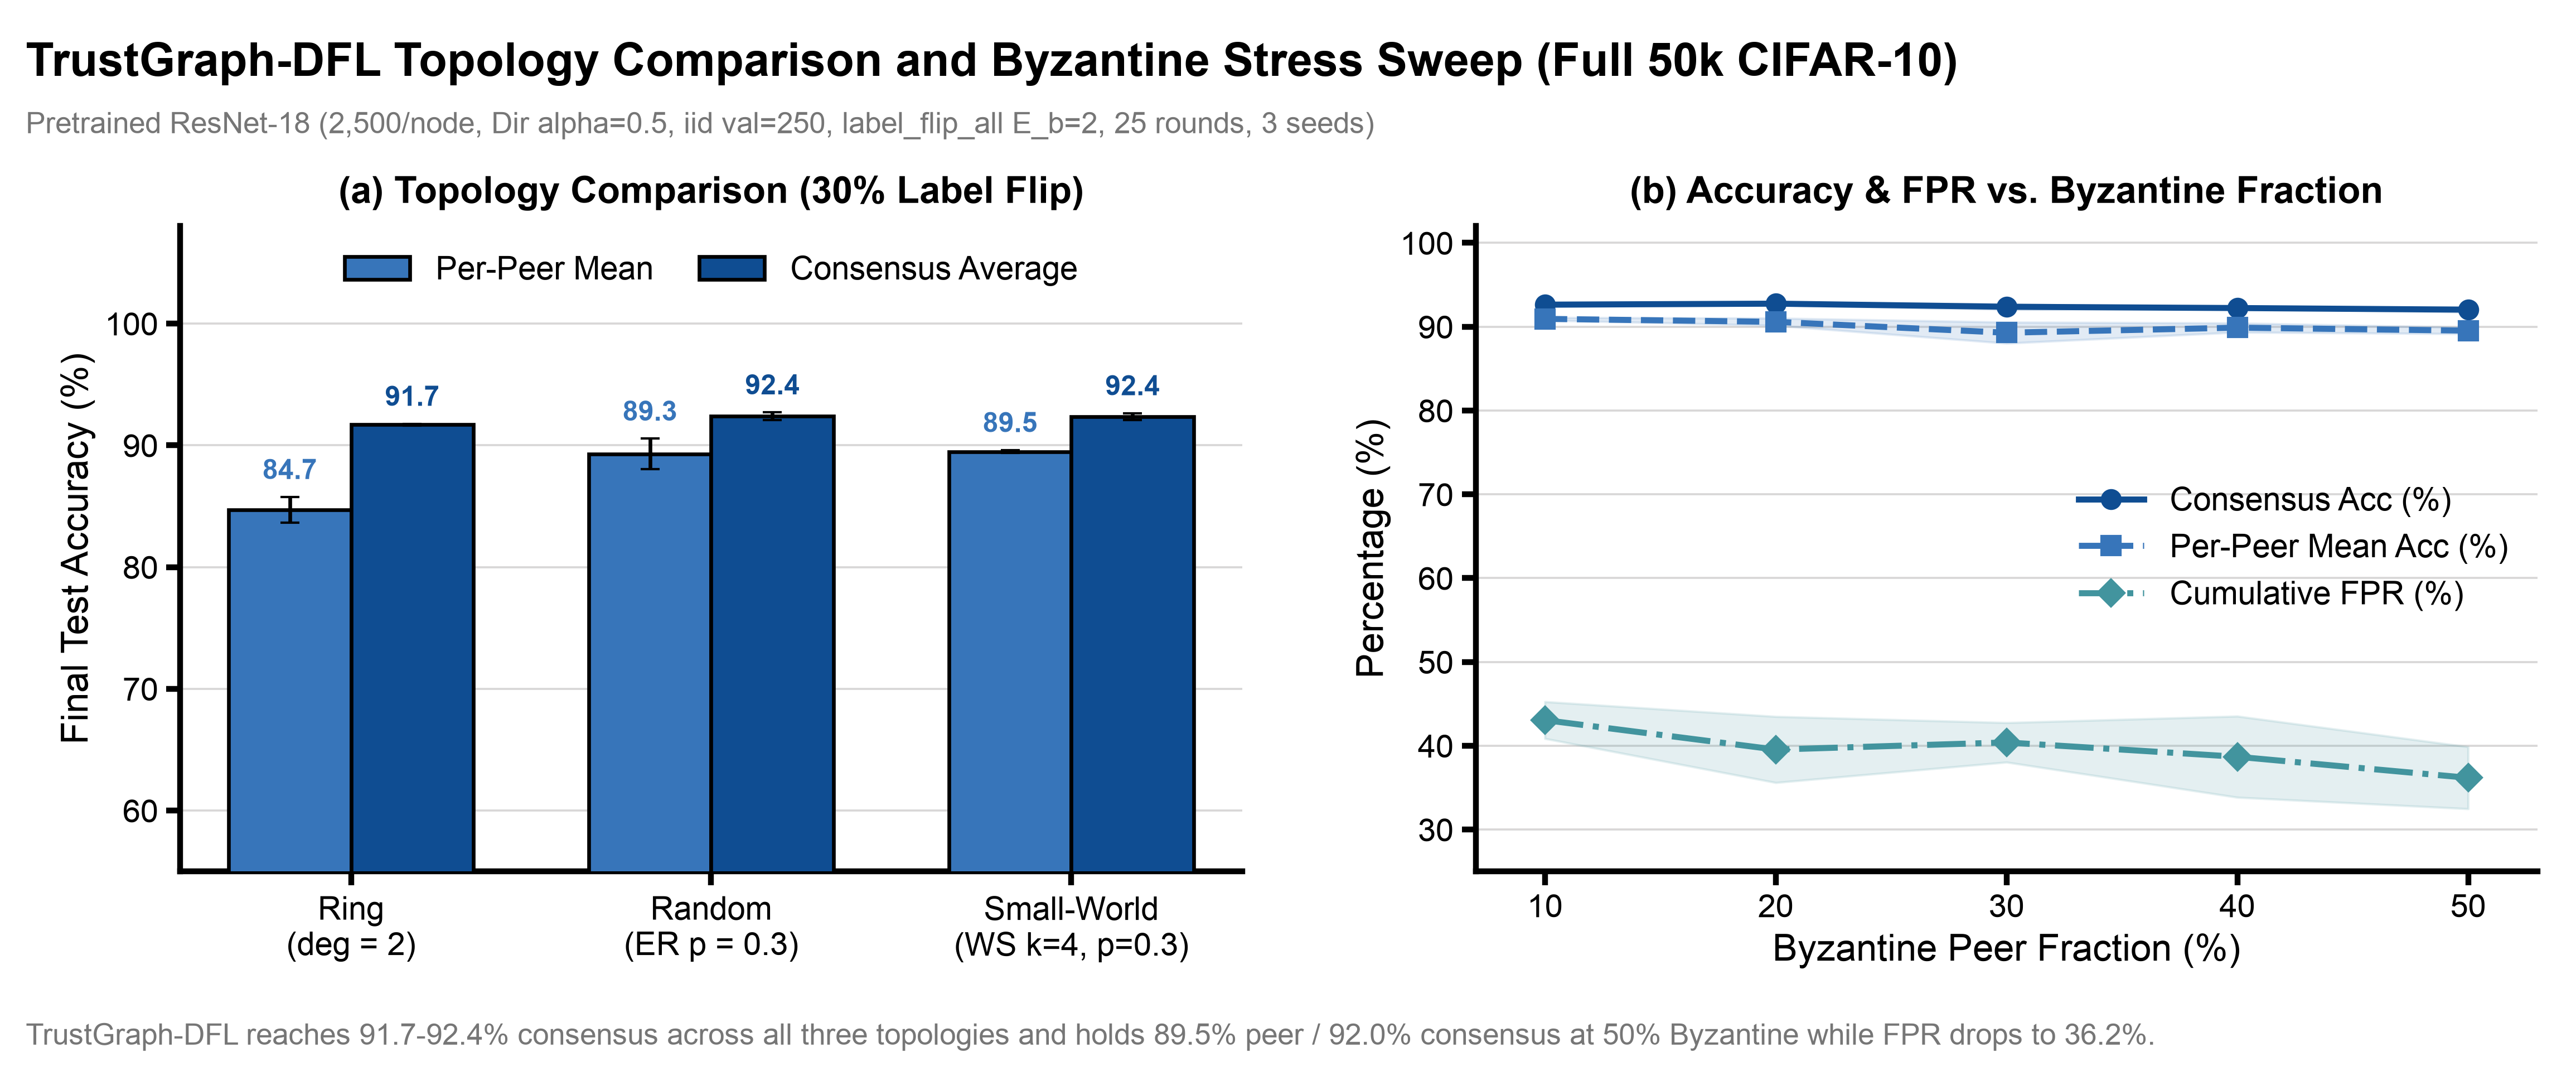 TrustGraph-DFL Topology Comparison and Byzantine Stress Sweep (Full 50k CIFAR-10)
Pretrained ResNet-18 (2,500/node, Dir alpha=0.5, iid val=250, label_flip_all E_b=2, 25 rounds, 3 seeds)
(a) Topology Comparison (30% Label Flip)
Per-Peer Mean
Consensus Average
Final Test Accuracy (%)
100
90
80
70
60
84.7
91.7
89.3
92.4
89.5
92.4
Ring
(deg = 2)
Random
(ER p = 0.3)
Small-World
(WS k=4, p=0.3)
(b) Accuracy & FPR vs. Byzantine Fraction
Percentage (%)
100
90
80
70
60
50
40
30
Consensus Acc (%)
Per-Peer Mean Acc (%)
Cumulative FPR (%)
10
20
30
40
50
Byzantine Peer Fraction (%)
TrustGraph-DFL reaches 91.7-92.4% consensus across all three topologies and holds 89.5% peer / 92.0% consensus at 50% Byzantine while FPR drops to 36.2%.